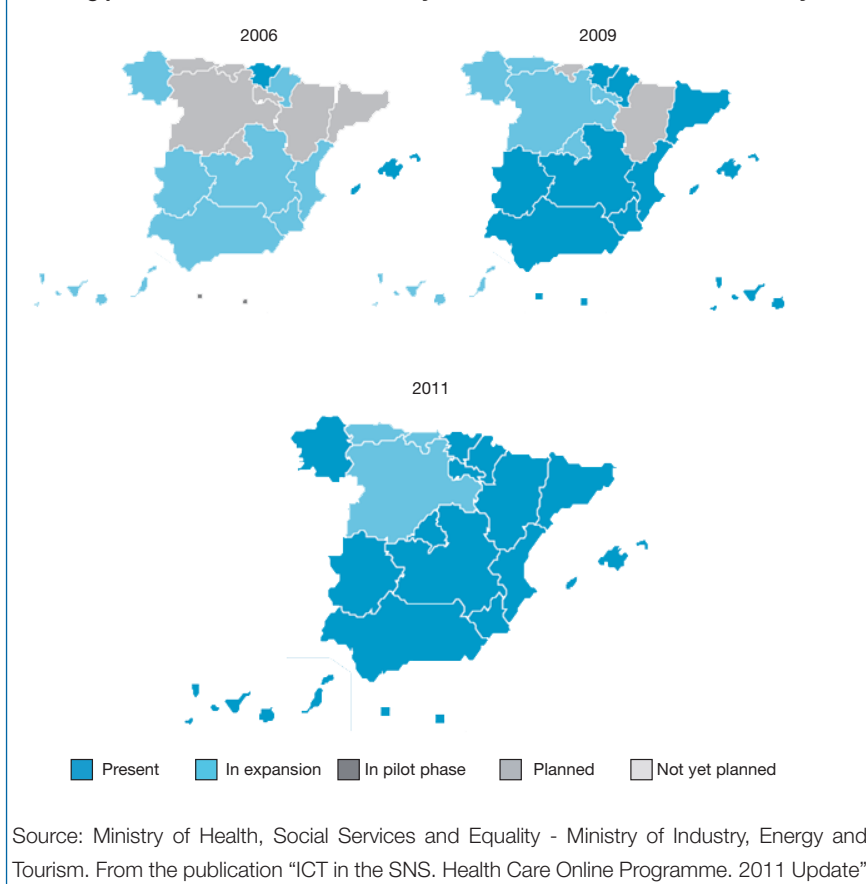 2006
2009
2011
Present
In expansion
In pilot phase
Planned
Not yet planned
Source: Ministry of Health, Social Services and Equality - Ministry of Industry, Energy and
Tourism. From the publication “ICT in the SNS. Health Care Online Programme. 2011 Update”